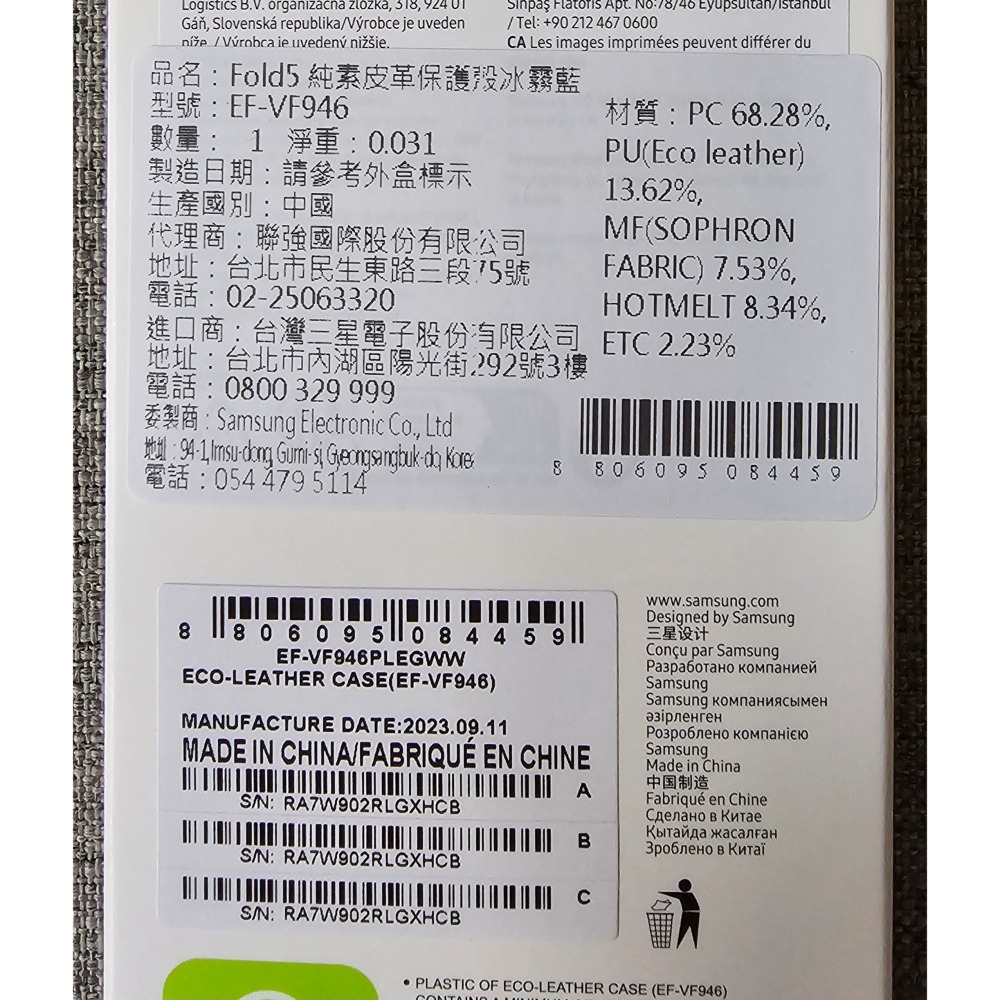 Logistics B.V. organizačná zložka, 318, 924 01
Gáň, Slovenská republika/Výrobce je uveden
níže. / Výrobca je uvedený nižšie.
Sinpaş Flatofis Apt. No:78/46 Eyüpsultan/Istanbul
/ Tel: +90 212 467 0600
CA Les images imprimées peuvent différer du
品名：Fold5 純素皮革保護殼冰霧藍
型號：EF-VF946
數量： 1 淨重：0.031
製造日期：請參考外盒標示
生產國別：中國
代理商：聯強國際股份有限公司
地址：台北市民生東路三段75號
電話：02-25063320
進口商：台灣三星電子股份有限公司
地址：台北市內湖區陽光街292號3樓
電話：0800 329 999
委製商：Samsung Electronic Co., Ltd
地址：94-1, Imsu-dong, Gumi-si, Gyeongsangbuk-do, Korea
電話：054 479 5114
材質：PC 68.28%,
PU(Eco leather)
13.62%,
MF(SOPHRON
FABRIC) 7.53%,
HOTMELT 8.34%,
ETC 2.23%
8 806095 084459
8 806095 084459
EF-VF946PLEGWW
ECO-LEATHER CASE(EF-VF946)
MANUFACTURE DATE:2023.09.11
MADE IN CHINA/FABRIQUÉ EN CHINE
A
S/N: RA7W902RLGXHCB
B
S/N: RA7W902RLGXHCB
C
S/N: RA7W902RLGXHCB
www.samsung.com
Designed by Samsung
三星设计
Conçu par Samsung
Разработано компанией
Samsung
Samsung компаниясымен
әзірленген
Розроблено компанією
Samsung
Made in China
中国制造
Fabriqué en Chine
Сделано в Китае
Қытайда жасалған
Зроблено в Китаї
• PLASTIC OF ECO-LEATHER CASE (EF-VF946)
CONTAINS A MINIMUM OF